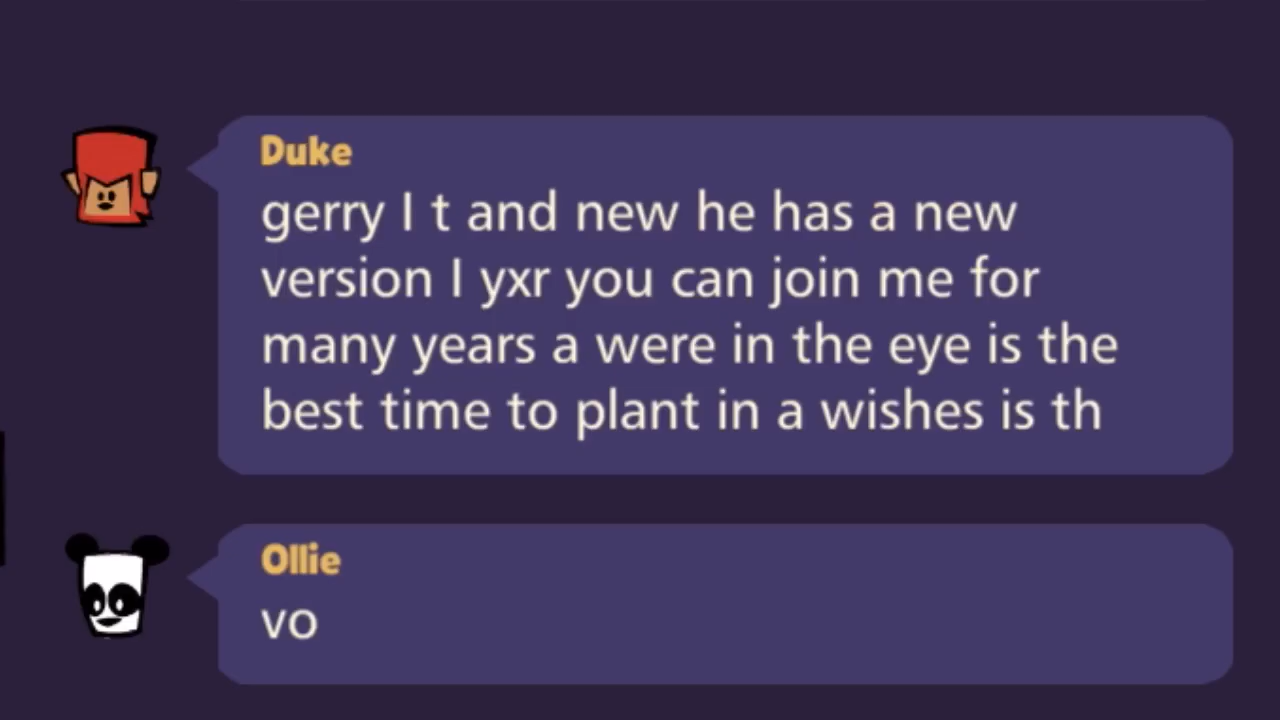 Duke
gerry I t and new he has a new
version I yxr you can join me for
many years a were in the eye is the
best time to plant in a wishes is th
Ollie
vo